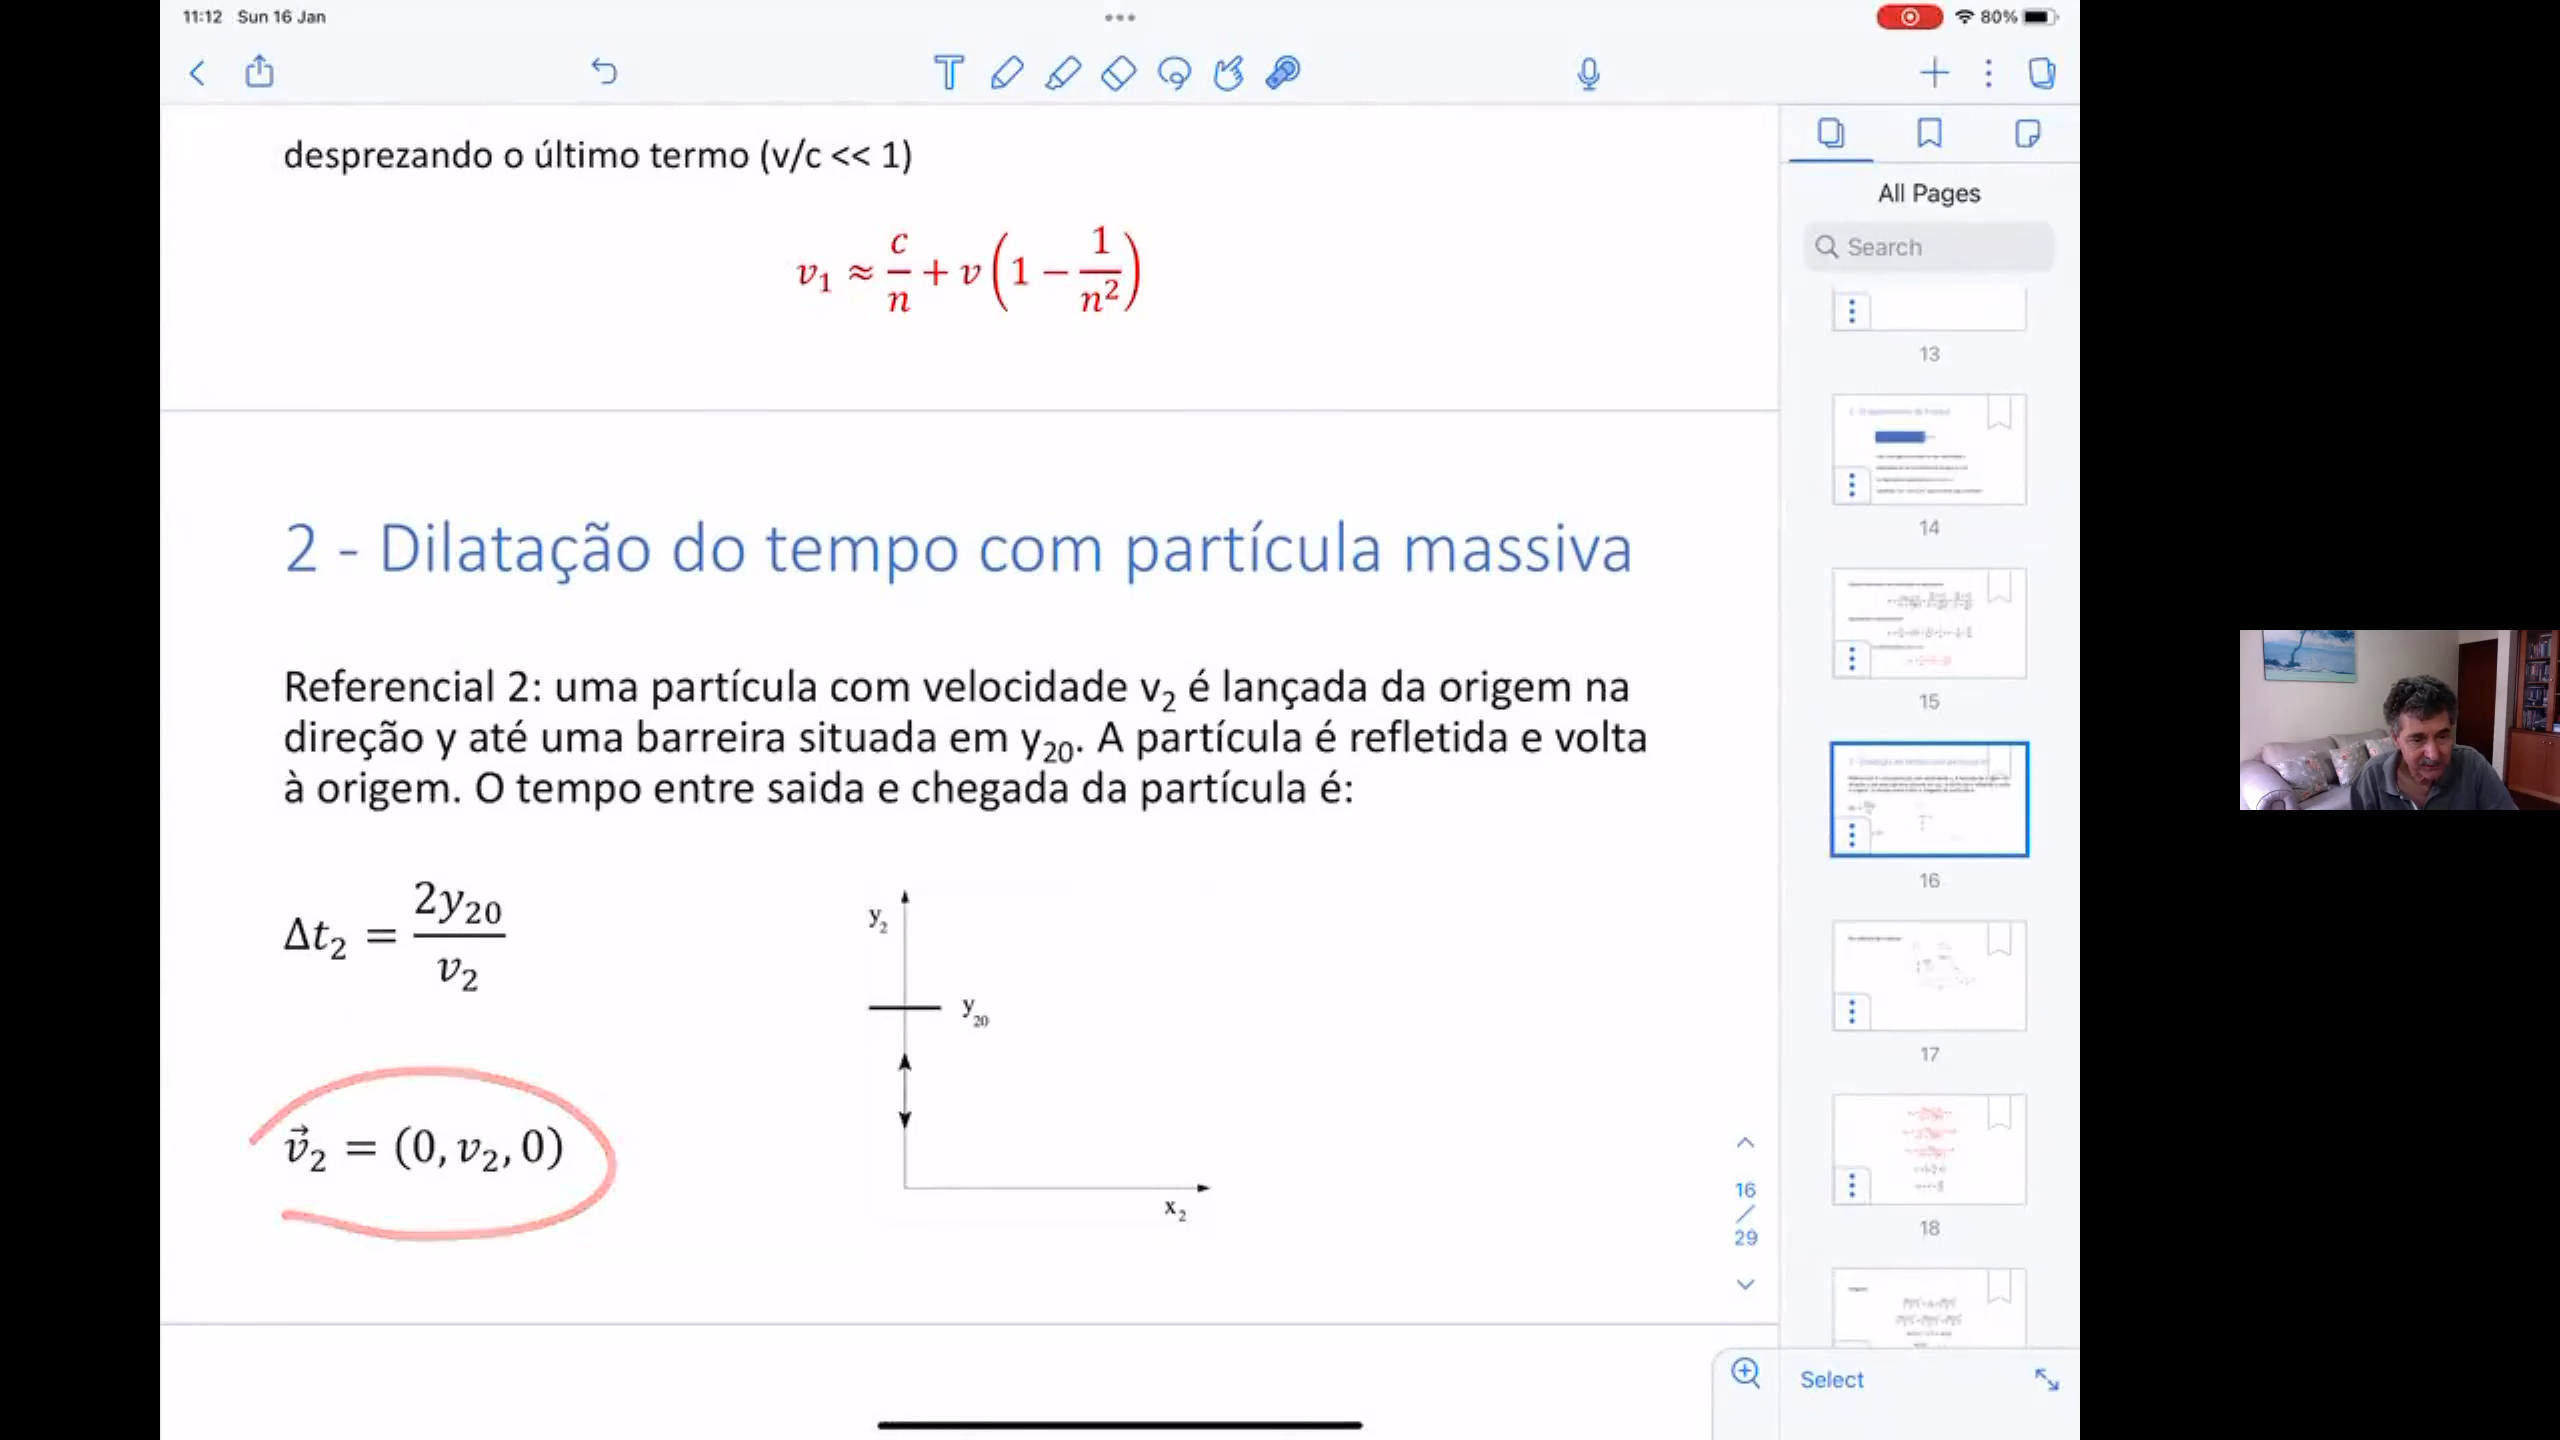 11:12 Sun 16 Jan
80%
desprezando o último termo (v/c << 1)
v₁ ≈ c/n + v(1 − 1/n²)
2 - Dilatação do tempo com partícula massiva
Referencial 2: uma partícula com velocidade v₂ é lançada da origem na
direção y até uma barreira situada em y₂₀. A partícula é refletida e volta
à origem. O tempo entre saida e chegada da partícula é:
Δt₂ = 2y₂₀/v₂
v⃗₂ = (0, v₂, 0)
y₂
y₂₀
x₂
16
/
29
All Pages
Search
13
14
15
16
17
18
Select